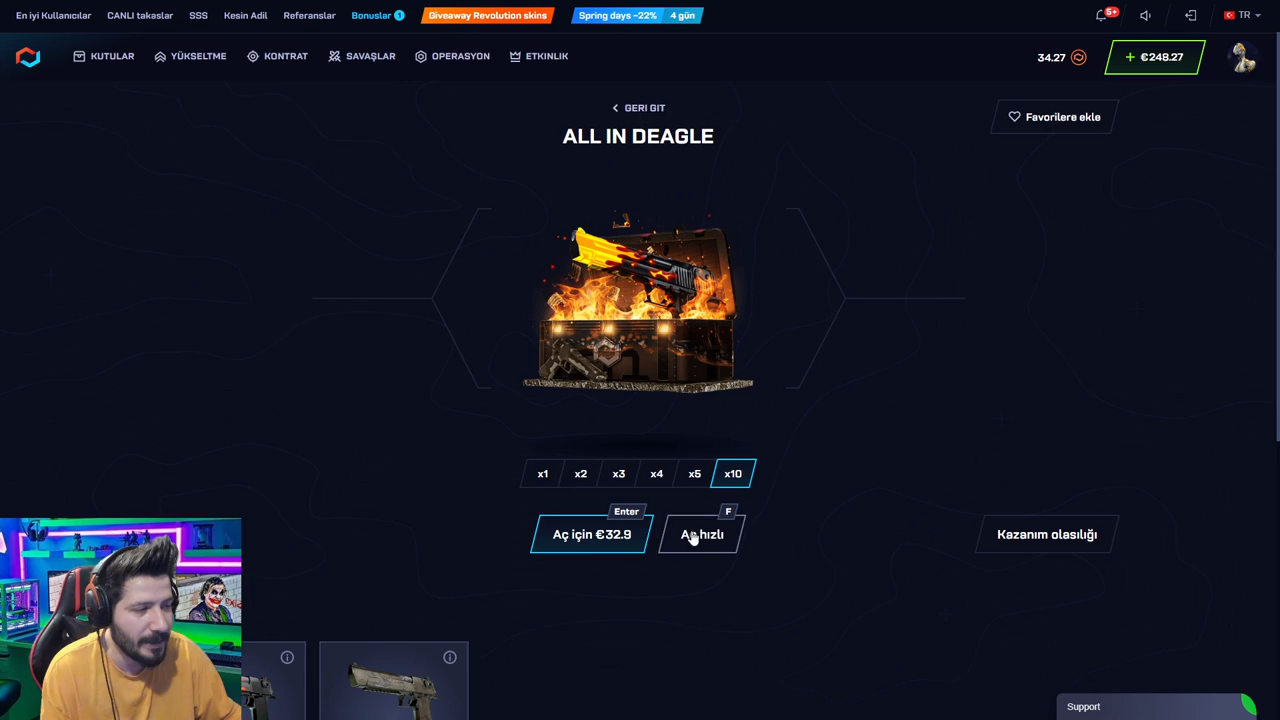 En iyi Kullanıcılar CANLI takaslar SSS Kesin Adil Referanslar Bonuslar 1 Giveaway Revolution skins Spring days -22% 4 gün 5+ TR
KUTULAR YÜKSELTME KONTRAT SAVAŞLAR OPERASYON ETKINLIK 34.27 + €248.27
GERI GIT
Favorilere ekle
ALL IN DEAGLE
x1 x2 x3 x4 x5 x10
Enter F
Aç için €32.9 hızlı Kazanım olasılığı
Support